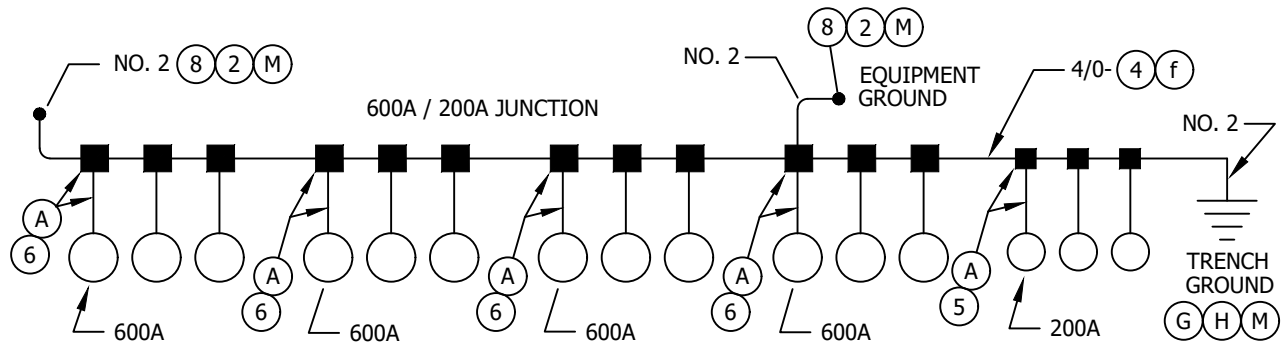 NO. 2 8 2 M
8 2 M
NO. 2
EQUIPMENT
GROUND
4/0- 4 f
600A / 200A JUNCTION
NO. 2
A
6
A
6
A
6
A
6
A
5
TRENCH
GROUND
G H M
600A
600A
600A
600A
200A